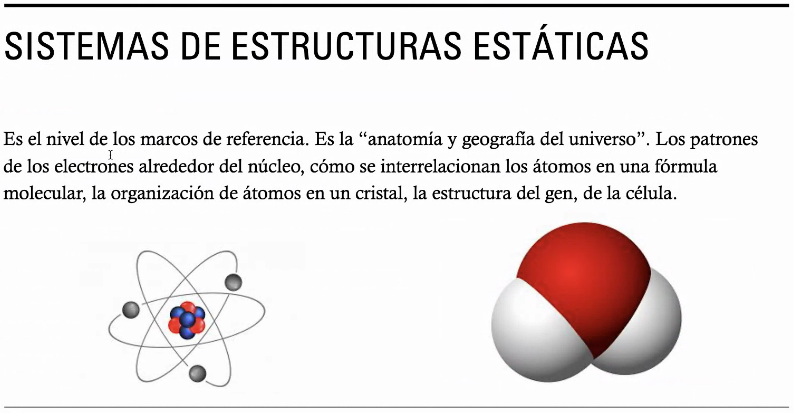 SISTEMAS DE ESTRUCTURAS ESTÁTICAS
Es el nivel de los marcos de referencia. Es la “anatomía y geografía del universo”. Los patrones
de los electrones alrededor del núcleo, cómo se interrelacionan los átomos en una fórmula
molecular, la organización de átomos en un cristal, la estructura del gen, de la célula.